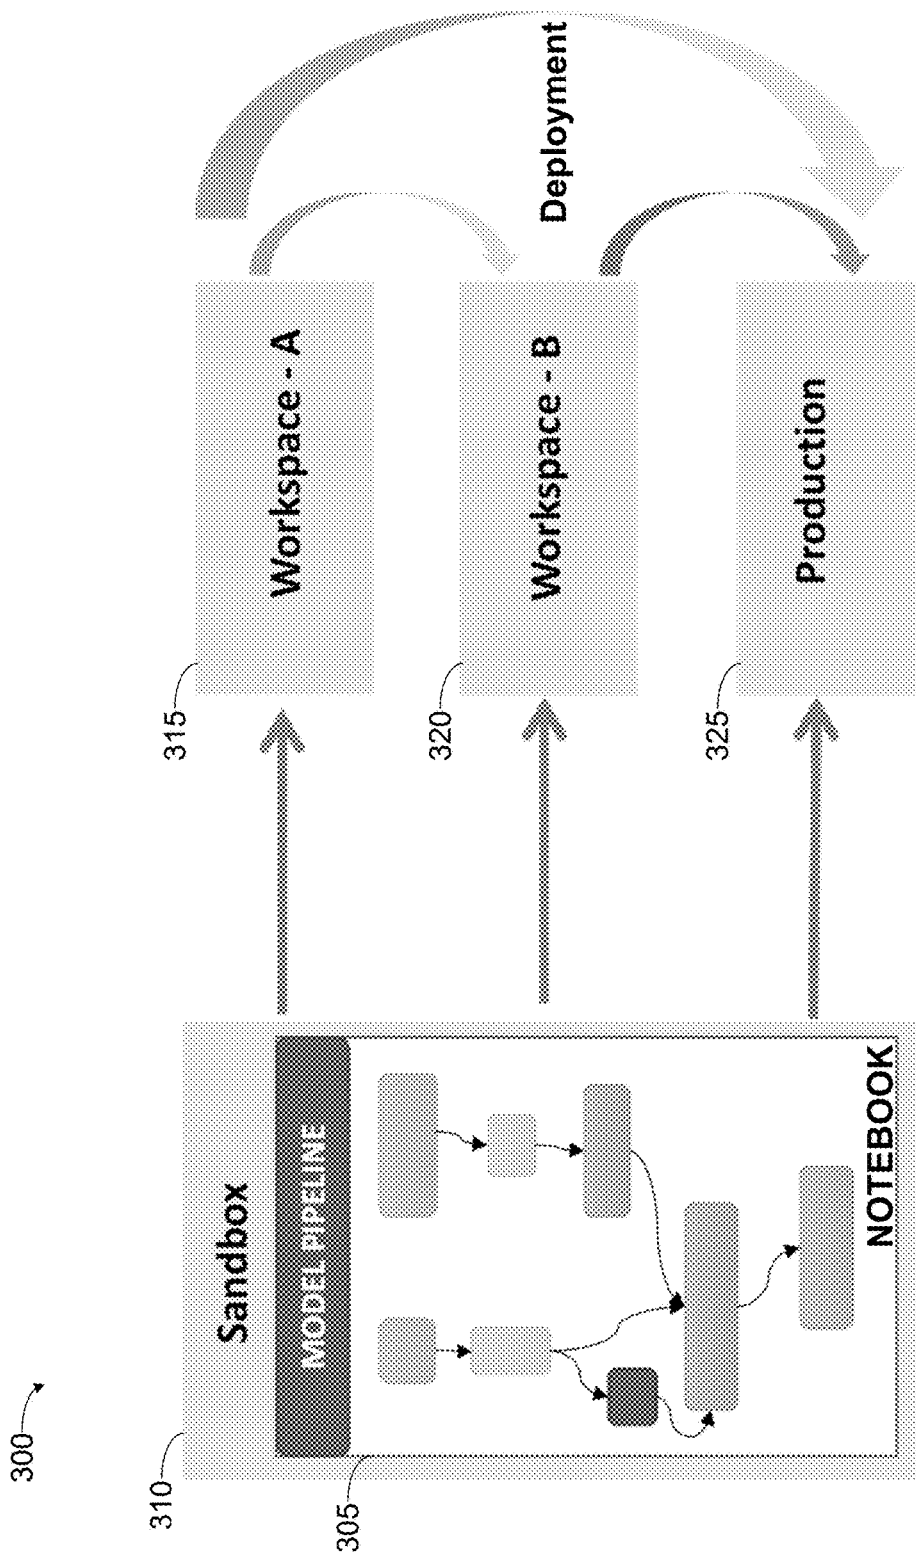 300
310
Sandbox
305
MODEL PIPELINE
NOTEBOOK
315
Workspace - A
320
Workspace - B
325
Production
Deployment